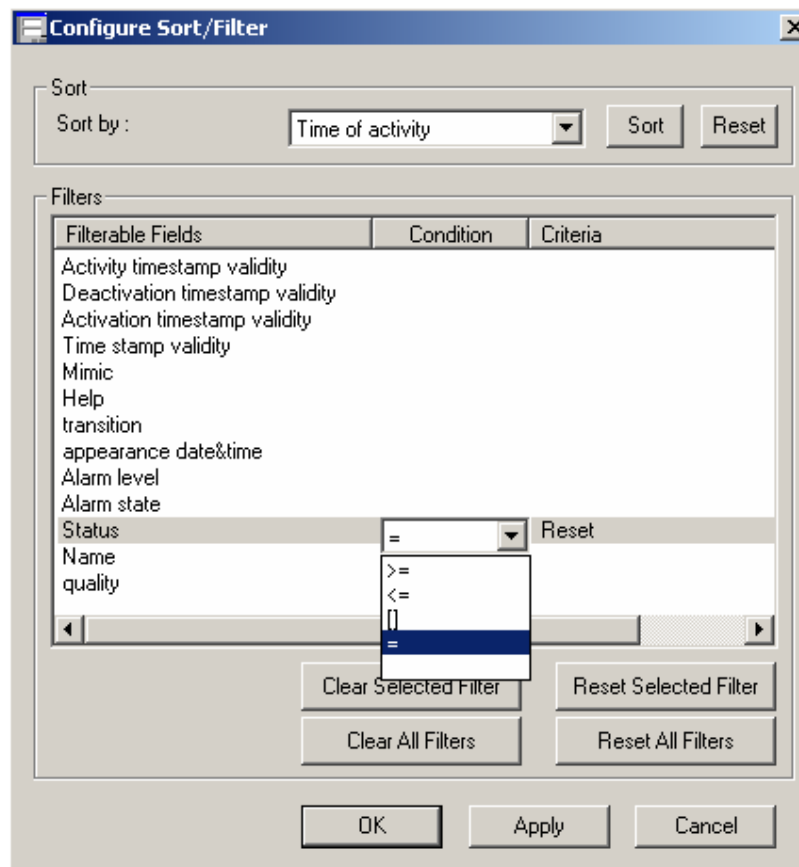 Configure Sort/Filter
Sort
Sort by :
Time of activity
Sort
Reset
Filters
Filterable Fields
Condition
Criteria
Activity timestamp validity
Deactivation timestamp validity
Activation timestamp validity
Time stamp validity
Mimic
Help
transition
appearance date&time
Alarm level
Alarm state
Status
=
Reset
Name
>=
quality
<=
[]
=
Clear Selected Filter
Reset Selected Filter
Clear All Filters
Reset All Filters
OK
Apply
Cancel